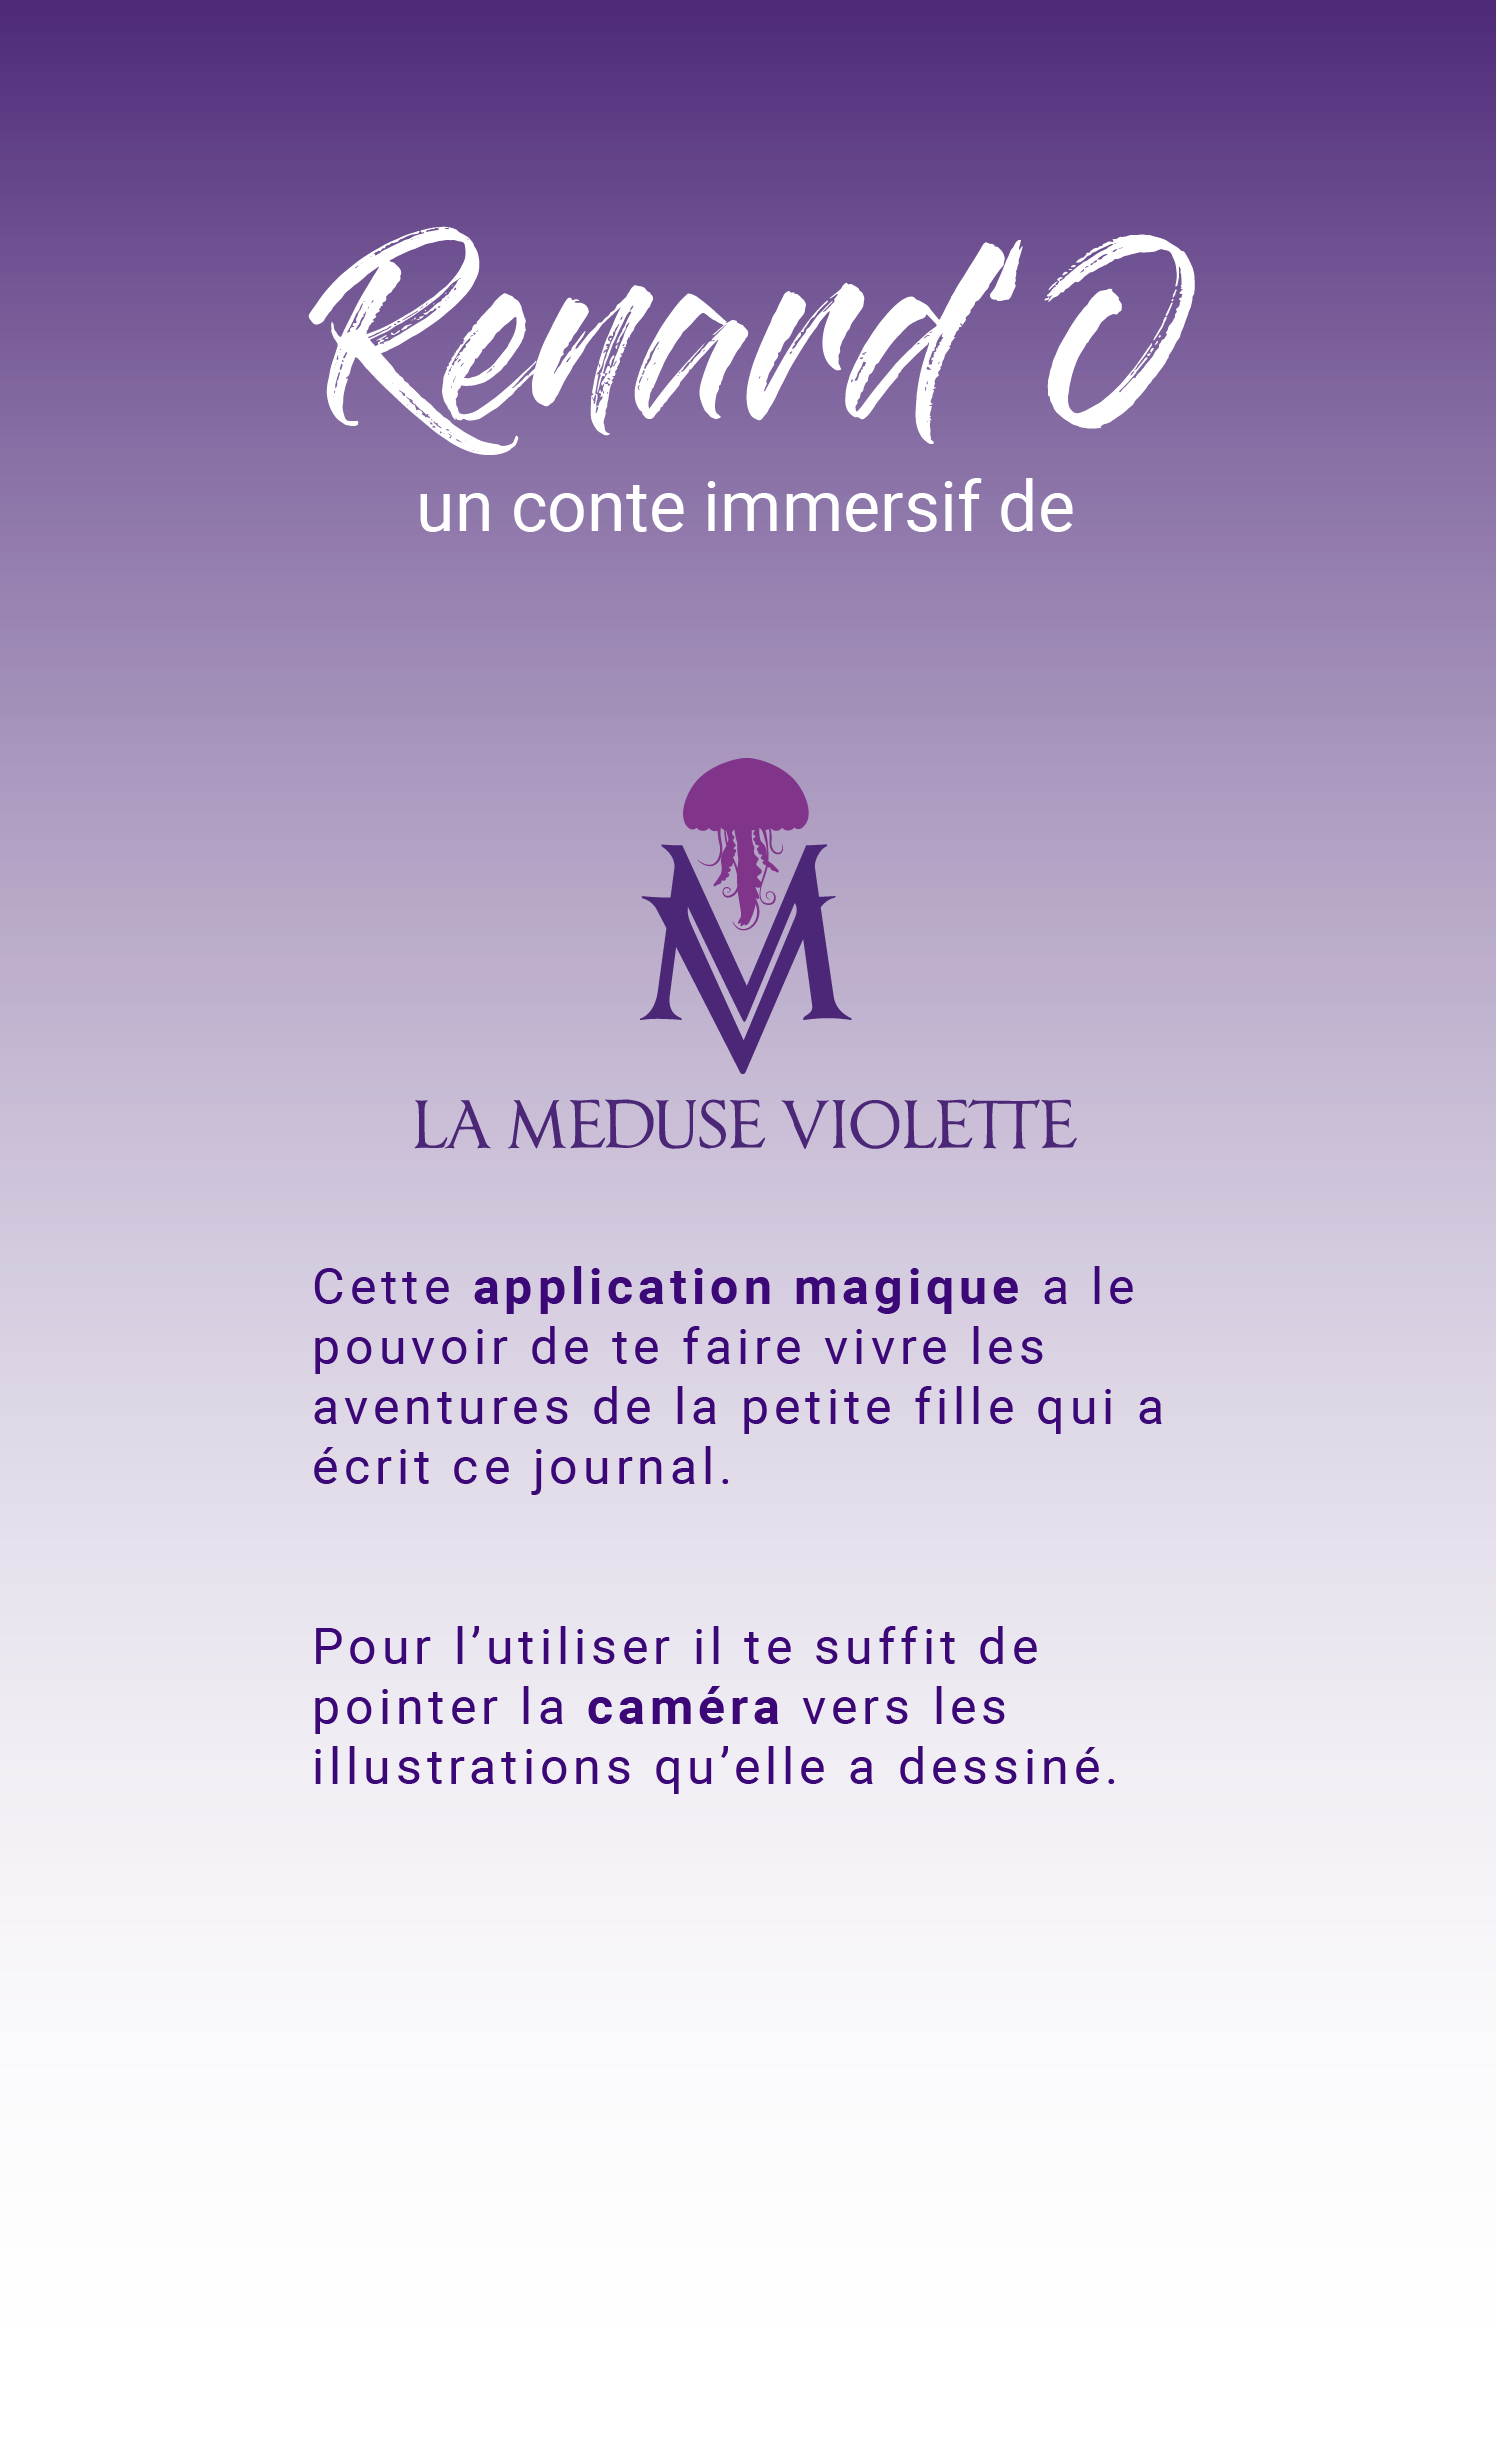 Renard'O
un conte immersif de
LA MEDUSE VIOLETTE
Cette application magique a le
pouvoir de te faire vivre les
aventures de la petite fille qui a
écrit ce journal.
Pour l’utiliser il te suffit de
pointer la caméra vers les
illustrations qu’elle a dessiné.